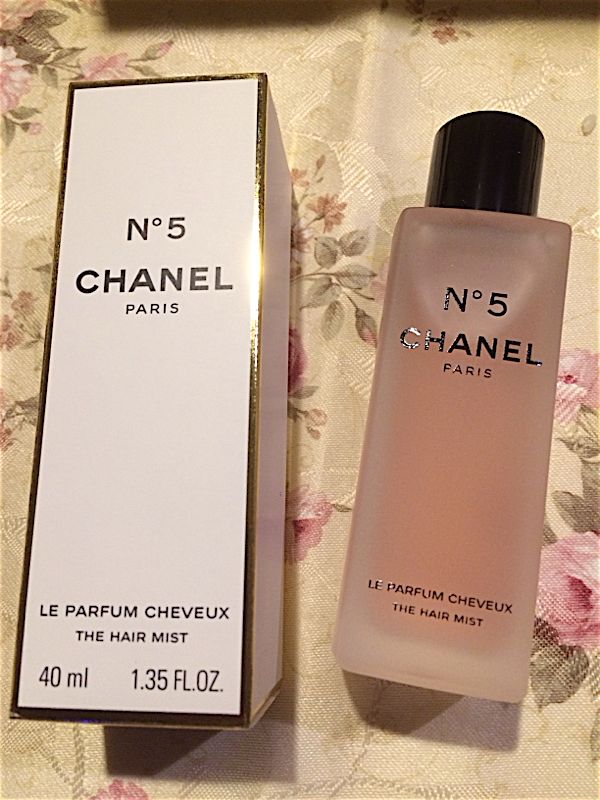 N°5
CHANEL
PARIS
LE PARFUM CHEVEUX
THE HAIR MIST
40 ml 1.35 FL.OZ.
N°5
CHANEL
PARIS
LE PARFUM CHEVEUX
THE HAIR MIST